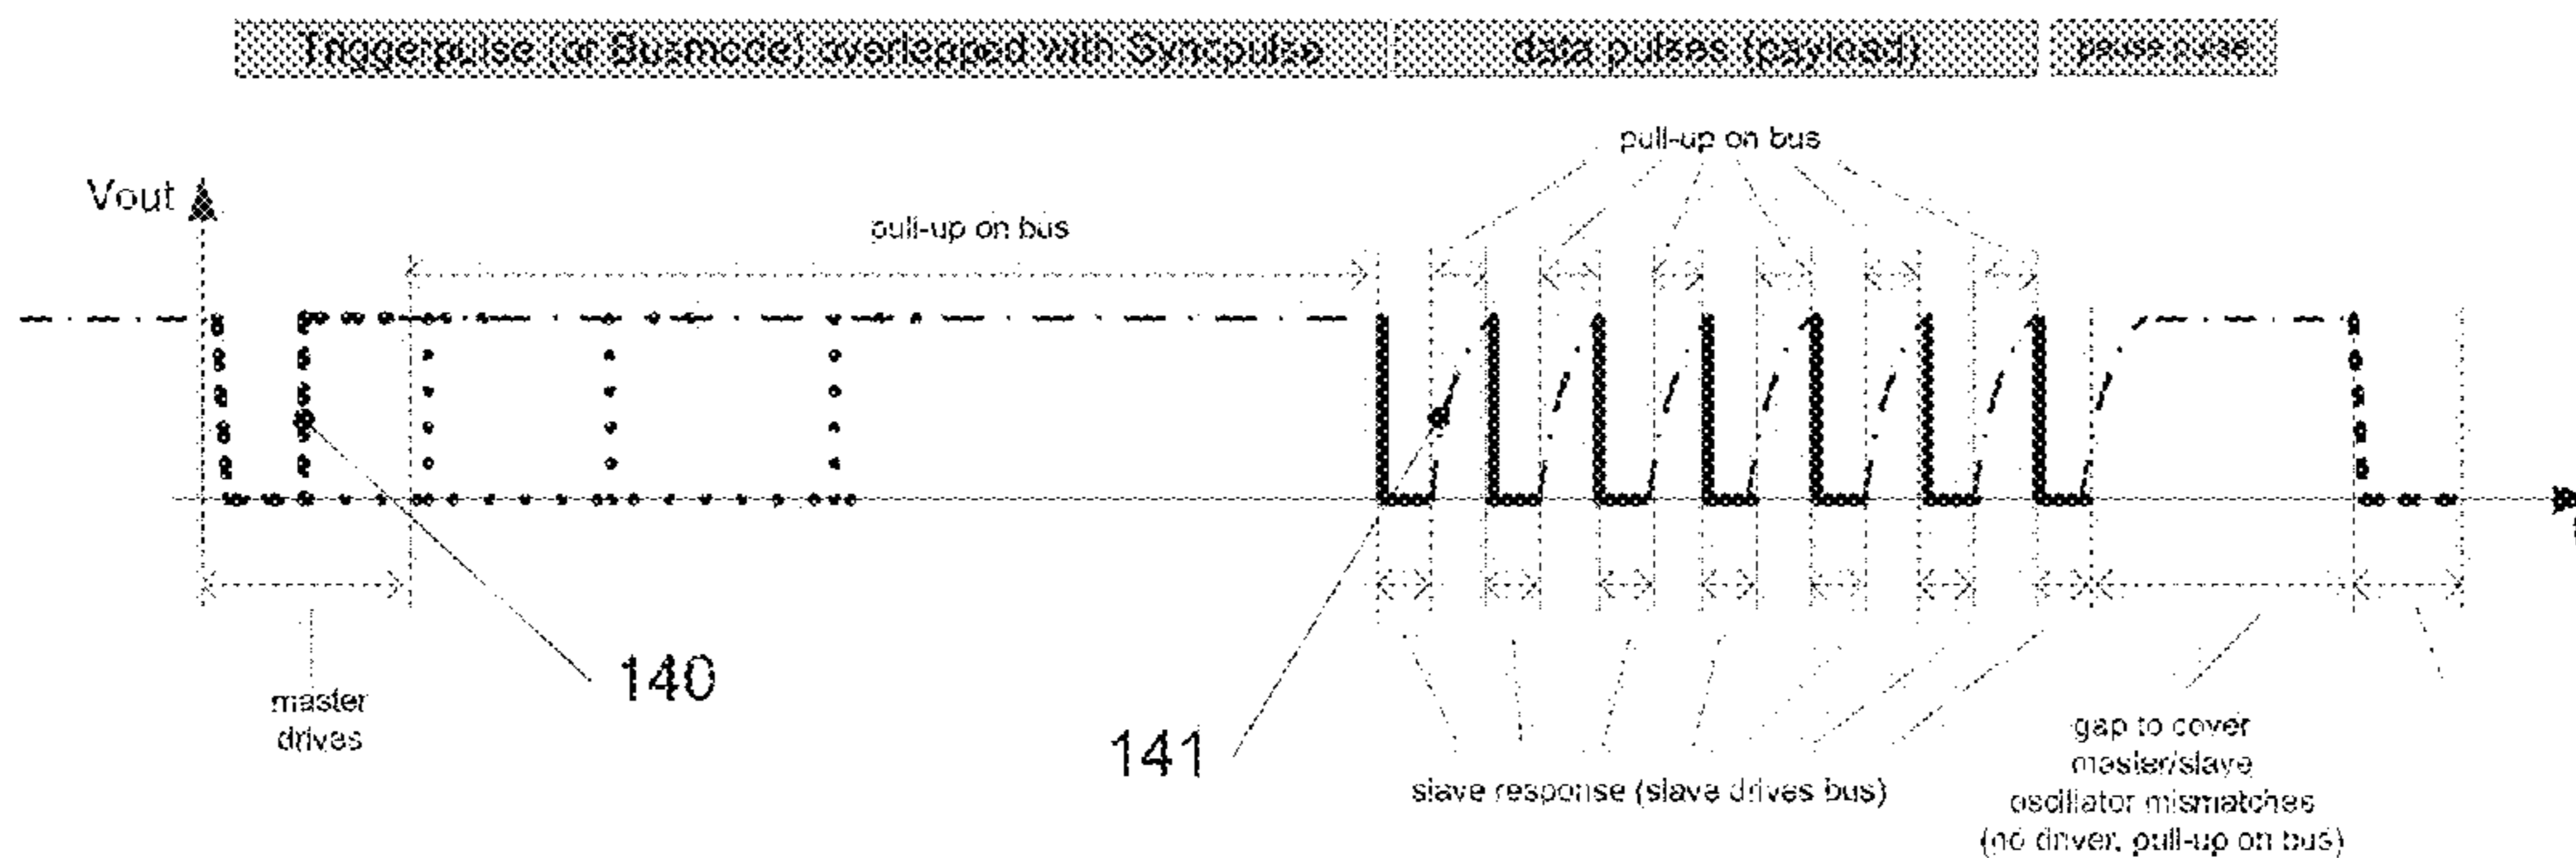 Triggerpulse (or Busmode) overlapped with Syncpulse
data pulses (payload)
pause pulse
pull-up on bus
Vout
pull-up on bus
140
master
drives
141
slave response (slave drives bus)
gap to cover
master/slave
oscillator mismatches
(no driver, pull-up on bus)